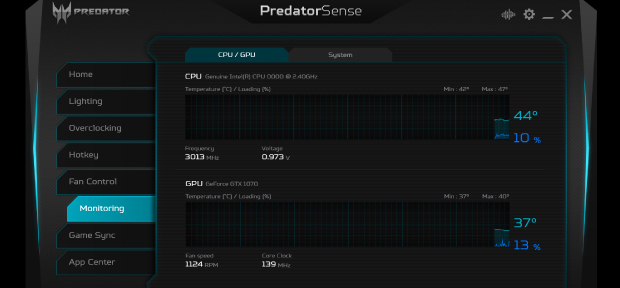 PREDATOR
PredatorSense
CPU / GPU
System
Home
Lighting
Overclocking
Hotkey
Fan Control
Monitoring
Game Sync
App Center
CPU Genuine Intel(R) CPU 0000 @ 2.40GHz
Temperature (°C) / Loading (%)
Min : 42° Max : 47°
44°
10 %
Frequency
3013 MHz
Voltage
0.973 V
GPU GeForce GTX 1070
Temperature (°C) / Loading (%)
Min : 37° Max : 40°
37°
13 %
Fan speed
1124 RPM
Core Clock
139 MHz